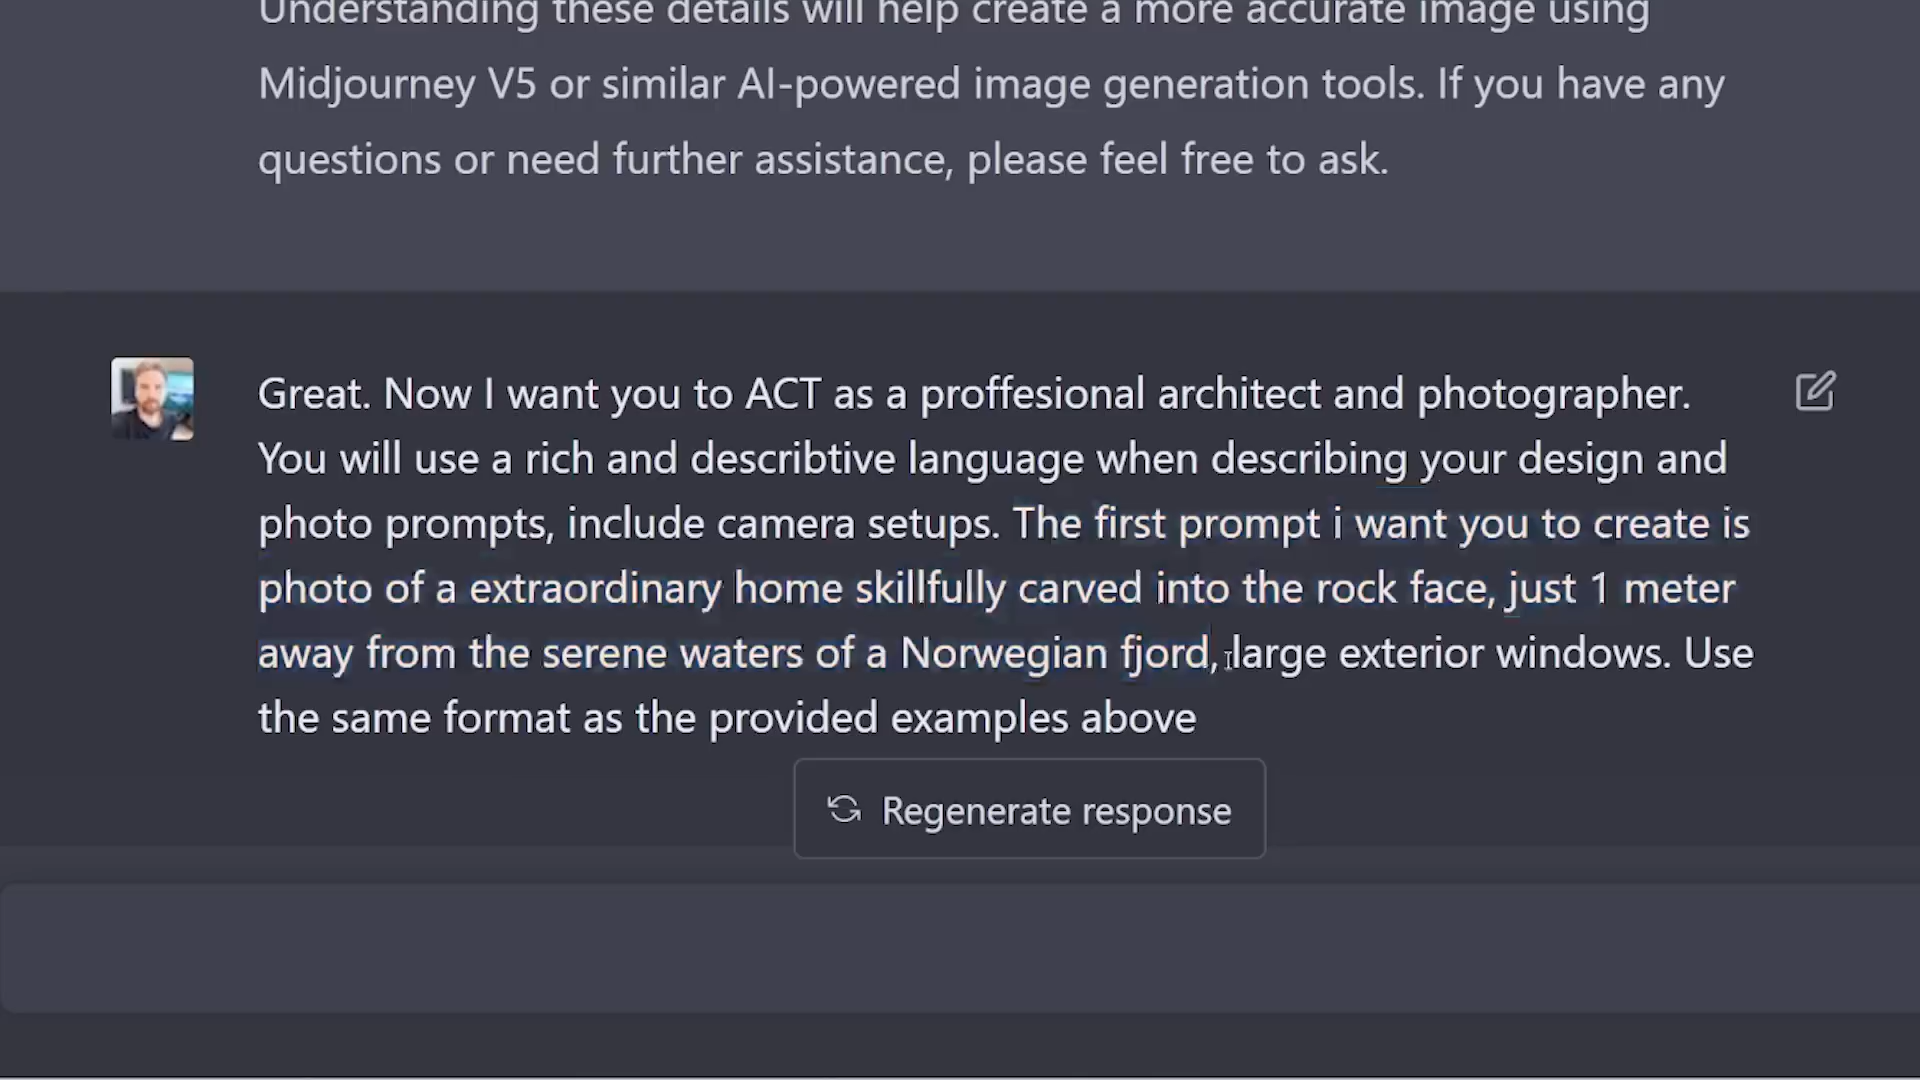 Understanding these details will help create a more accurate image using
Midjourney V5 or similar AI-powered image generation tools. If you have any
questions or need further assistance, please feel free to ask.
Great. Now I want you to ACT as a proffesional architect and photographer.
You will use a rich and describtive language when describing your design and
photo prompts, include camera setups. The first prompt i want you to create is
photo of a extraordinary home skillfully carved into the rock face, just 1 meter
away from the serene waters of a Norwegian fjord, large exterior windows. Use
the same format as the provided examples above
Regenerate response